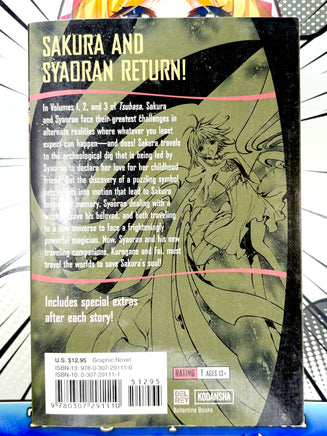 SAKURA AND
SYAORAN RETURN!
In Volumes 1, 2, and 3 of Tsubasa, Sakura
and Syaoran face their greatest challenges in
alternate realities where whatever you least
expect can happen—and does! Sakura travels
to the archeological dig that is being led by
Syaoran to declare her love for her childhood
friend. But the discovery of a puzzling symbol
sets events into motion that lead to Sakura
losing her memory, Syaoran dealing with a
witch to save his beloved, and both traveling
to a new universe to face a frighteningly
powerful magician. Now, Syaoran and his new
traveling companions, Kurogane and Fai, must
travel the worlds to save Sakura's soul!
Includes special extras
after each story!
U.S. $12.95 Graphic Novel
ISBN-13: 978-0-307-29111-0
ISBN-10: 0-307-29111-1
51295
9 780307 291110
RATING T AGES 13+
DEL
REY
KODANSHA
Ballantine Books